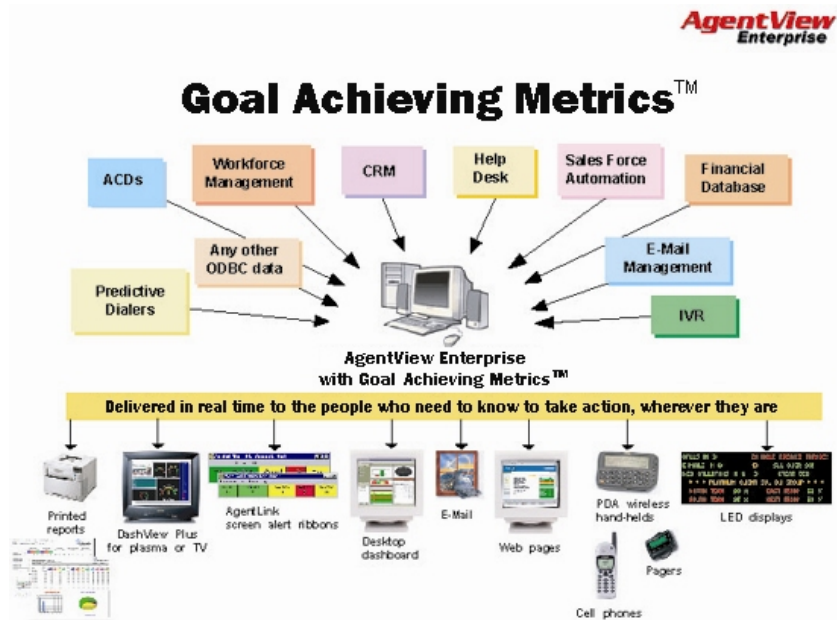 AgentView
Enterprise
Goal Achieving Metrics™
ACDs
Workforce
Management
CRM
Help
Desk
Sales Force
Automation
Financial
Database
Any other
ODBC data
E-Mail
Management
Predictive
Dialers
IVR
AgentView Enterprise
with Goal Achieving Metrics™
Delivered in real time to the people who need to know to take action, wherever they are
Printed
reports
DashView Plus
for plasma or TV
AgentLink
screen alert ribbons
Desktop
dashboard
E-Mail
Web pages
PDA wireless
hand-helds
LED displays
Pagers
Cell phones